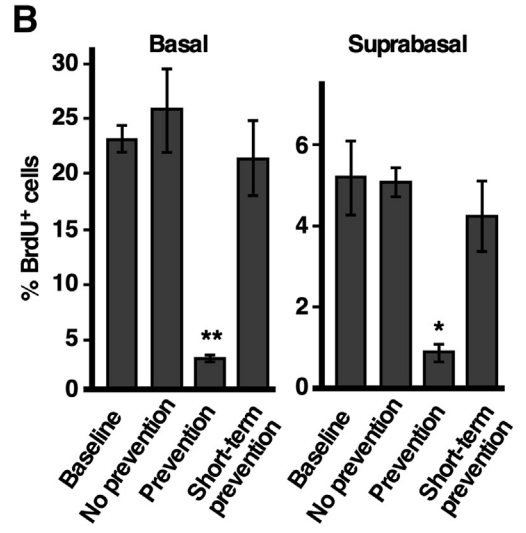 B
Basal
Suprabasal
% BrdU⁺ cells
30
25
20
15
10
5
0
**
Baseline
No prevention
Prevention
Short-term
prevention
6
4
2
0
*
Baseline
No prevention
Prevention
Short-term
prevention